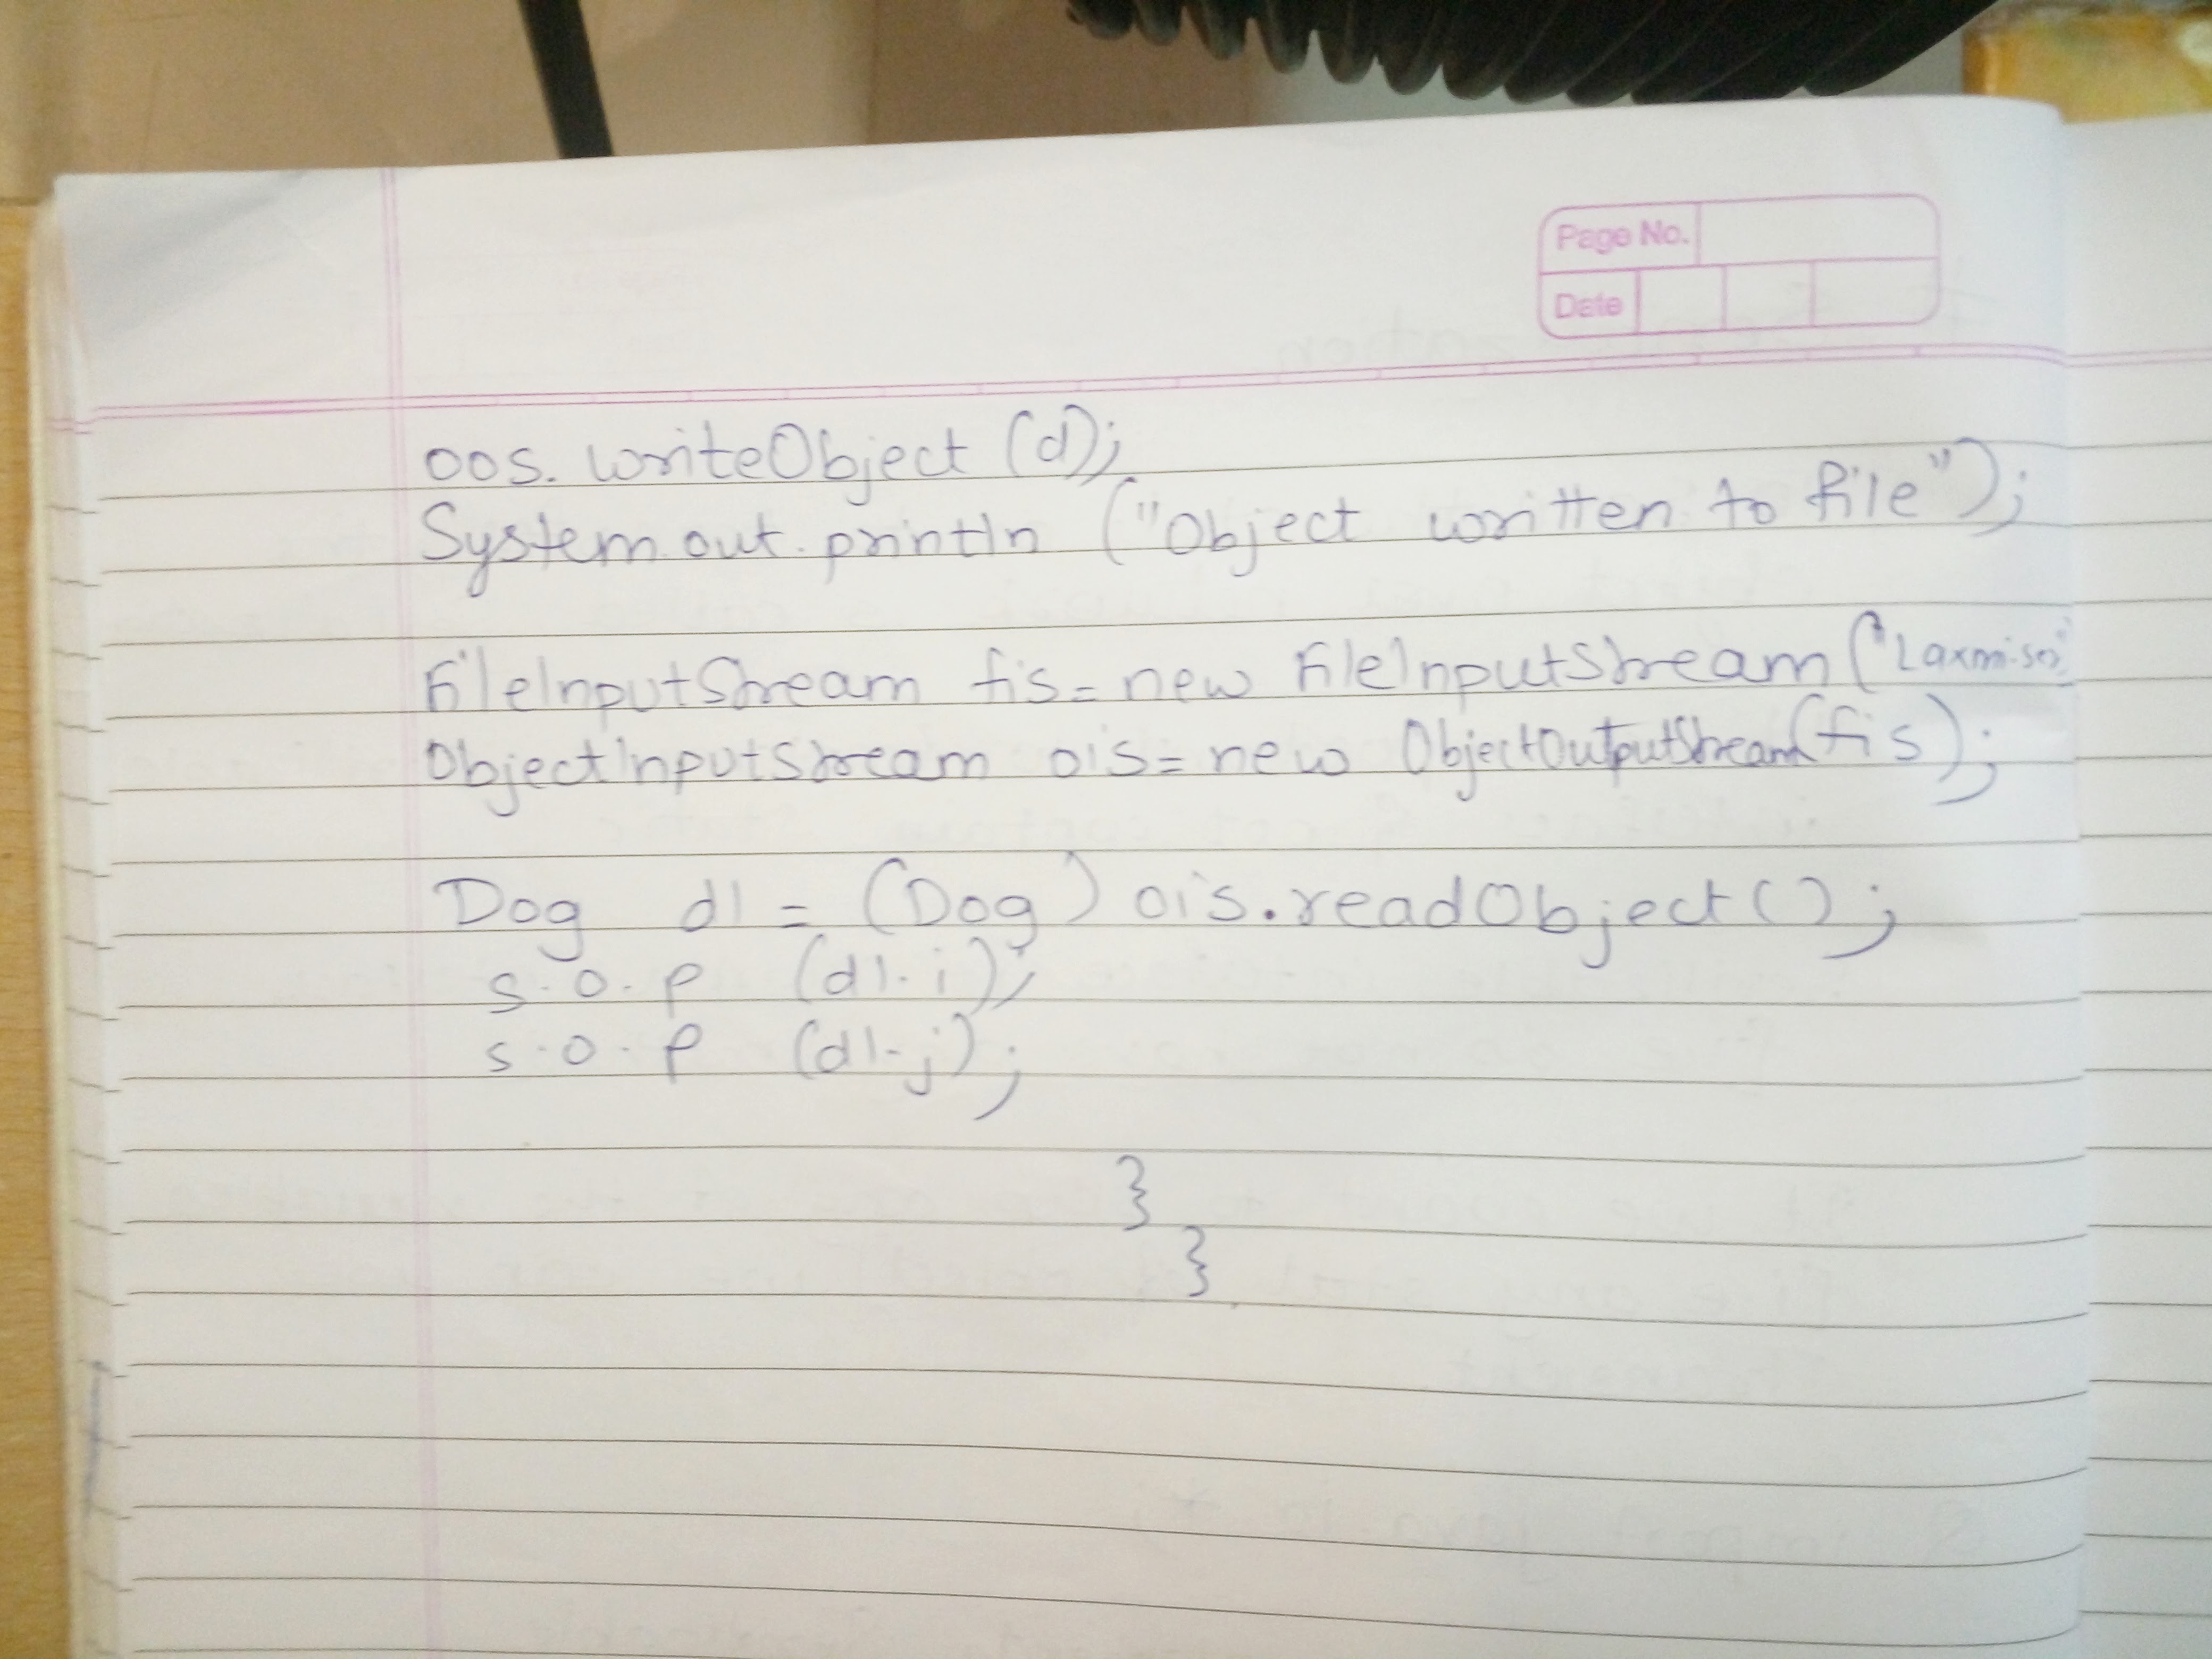 Page No.
Date
oos. writeObject (d);
System.out.println ("Object written to file");
FileInputStream fis = new FileInputStream ("Laxmi.ser"
ObjectInputStream ois = new ObjectOutputStream (fis);
Dog d1 = (Dog) ois.readObject();
s.o.p (d1.i);
s.o.p (d1.j);
}
}